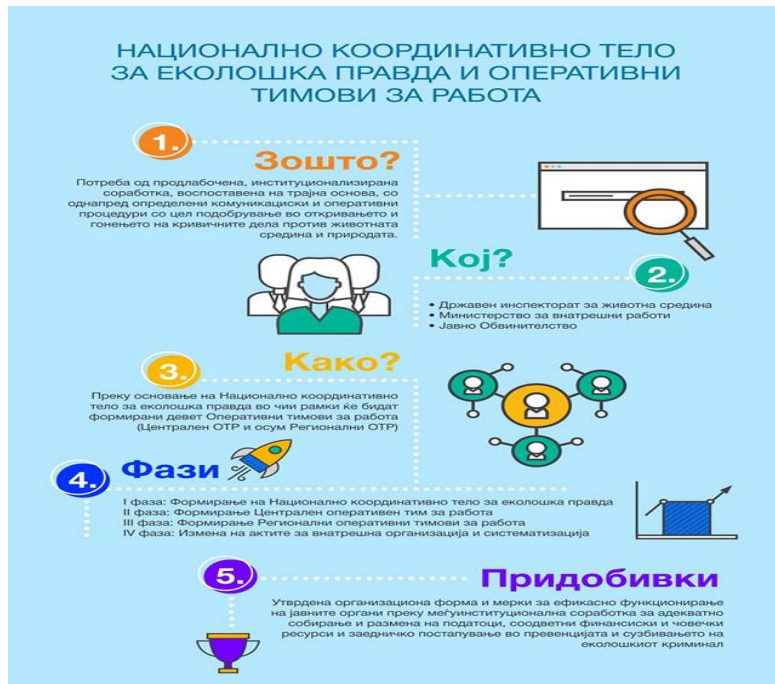 НАЦИОНАЛНО КООРДИНАТИВНО ТЕЛО
ЗА ЕКОЛОШКА ПРАВДА И ОПЕРАТИВНИ
ТИМОВИ ЗА РАБОТА
1.
Зошто?
Потреба од продлабочена, институционализирана
соработка, воспоставена на трајна основа, со
однапред определени комуникациски и оперативни
процедури со цел подобрување во откривањето и
гонењето на кривичните дела против животната
средина и природата.
Кој?
2.
• Државен инспекторат за животна средина
• Министерство за внатрешни работи
• Јавно Обвинителство
3.
Како?
Преку основање на Национално координативно
тело за еколошка правда во чии рамки ќе бидат
формирани девет Оперативни тимови за работа
(Централен ОТР и осум Регионални ОТР)
4.
Фази
I фаза: Формирање на Национално координативно тело за еколошка правда
II фаза: Формирање Централен оперативен тим за работа
III фаза: Формирање Регионални оперативни тимови за работа
IV фаза: Измена на актите за внатрешна организација и систематизација
5.
Придобивки
Утврдена организациона форма и мерки за ефикасно функционирање
на јавните органи преку меѓуинституционална соработка за адекватно
собирање и размена на податоци, соодветни финансиски и човечки
ресурси и заедничко постапување во превенцијата и сузбивањето на
еколошкиот криминал